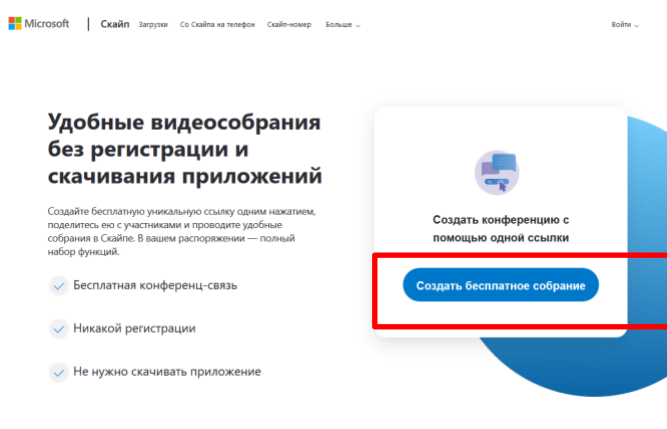 Microsoft Скайп Загрузки Со Скайпа на телефон Скайп-номер Больше Войти
Удобные видеособрания
без регистрации и
скачивания приложений
Создайте бесплатную уникальную ссылку одним нажатием,
поделитесь ею с участниками и проводите удобные
собрания в Скайпе. В вашем распоряжении — полный
набор функций.
Бесплатная конференц-связь
Никакой регистрации
Не нужно скачивать приложение
Создать конференцию с
помощью одной ссылки
Создать бесплатное собрание